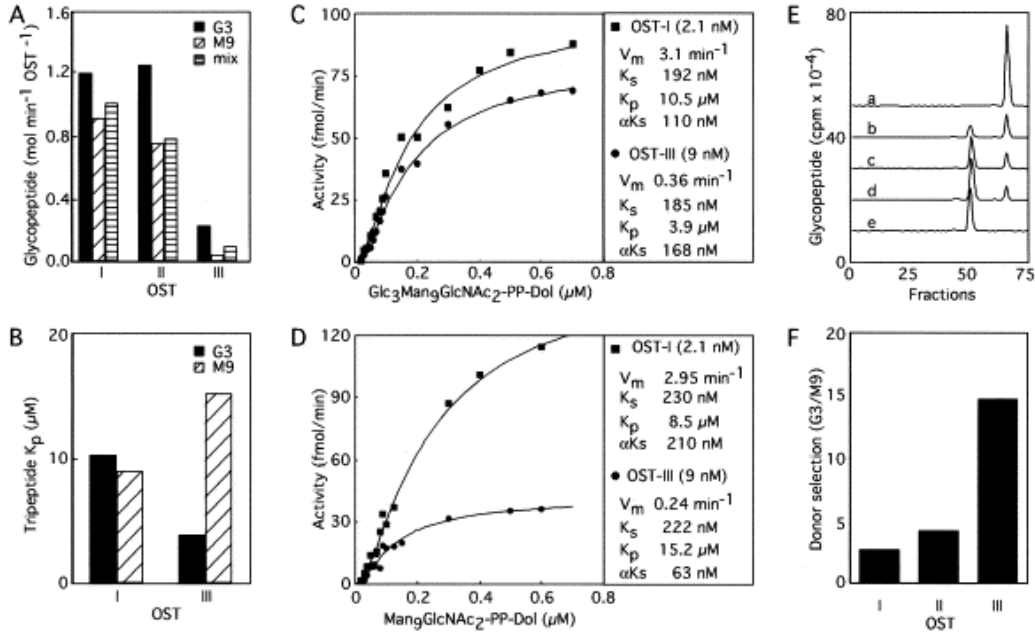 A
Glycopeptide (mol min⁻¹ OST⁻¹)
1.6
1.2
0.8
0.4
0.0
G3
M9
mix
I II III
OST
B
Tripeptide Kp (µM)
20
10
0
G3
M9
I III
OST
C
Activity (fmol/min)
100
75
50
25
0
0 0.2 0.4 0.6 0.8
Glc3Man9GlcNAc2-PP-Dol (µM)
OST-I (2.1 nM)
Vm 3.1 min⁻¹
Ks 192 nM
Kp 10.5 µM
αKs 110 nM
OST-III (9 nM)
Vm 0.36 min⁻¹
Ks 185 nM
Kp 3.9 µM
αKs 168 nM
D
Activity (fmol/min)
120
90
60
30
0
0 0.2 0.4 0.6 0.8
Man9GlcNAc2-PP-Dol (µM)
OST-I (2.1 nM)
Vm 2.95 min⁻¹
Ks 230 nM
Kp 8.5 µM
αKs 210 nM
OST-III (9 nM)
Vm 0.24 min⁻¹
Ks 222 nM
Kp 15.2 µM
αKs 63 nM
E
Glycopeptide (cpm x 10⁻⁴)
80
40
0
a
b
c
d
e
0 25 50 75
Fractions
F
Donor selection (G3/M9)
20
15
10
5
0
I II III
OST